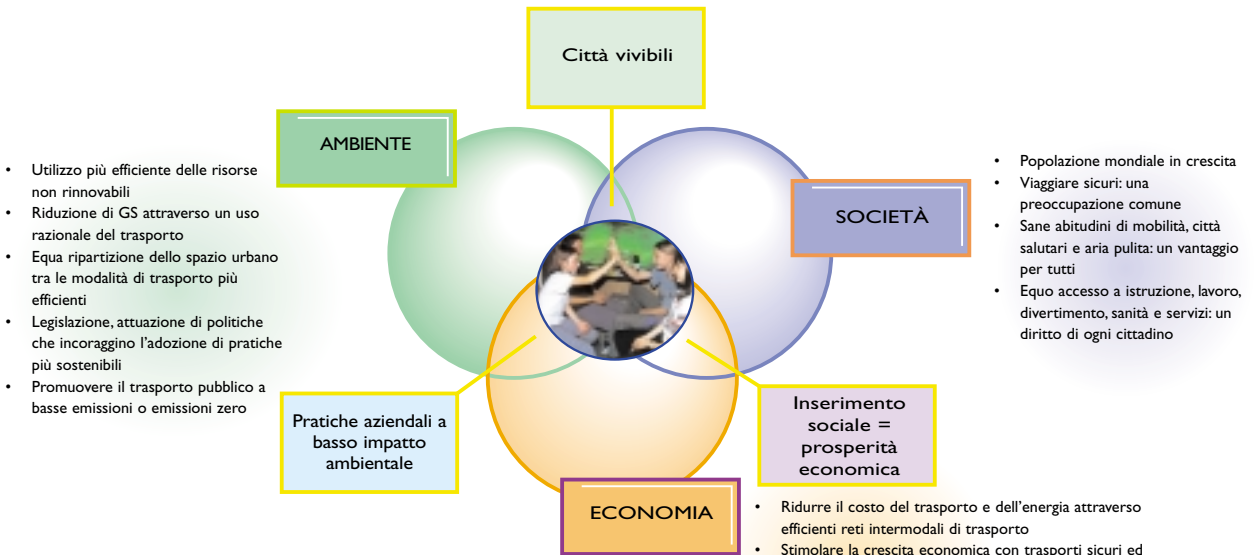 Città vivibili
AMBIENTE
• Utilizzo più efficiente delle risorse
non rinnovabili
• Riduzione di GS attraverso un uso
razionale del trasporto
• Equa ripartizione dello spazio urbano
tra le modalità di trasporto più
efficienti
• Legislazione, attuazione di politiche
che incoraggino l’adozione di pratiche
più sostenibili
• Promuovere il trasporto pubblico a
basse emissioni o emissioni zero
SOCIETÀ
• Popolazione mondiale in crescita
• Viaggiare sicuri: una
preoccupazione comune
• Sane abitudini di mobilità, città
salutari e aria pulita: un vantaggio
per tutti
• Equo accesso a istruzione, lavoro,
divertimento, sanità e servizi: un
diritto di ogni cittadino
Pratiche aziendali a
basso impatto
ambientale
Inserimento
sociale =
prosperità
economica
ECONOMIA
• Ridurre il costo del trasporto e dell’energia attraverso
efficienti reti intermodali di trasporto
• Stimolare la crescita economica con trasporti sicuri ed